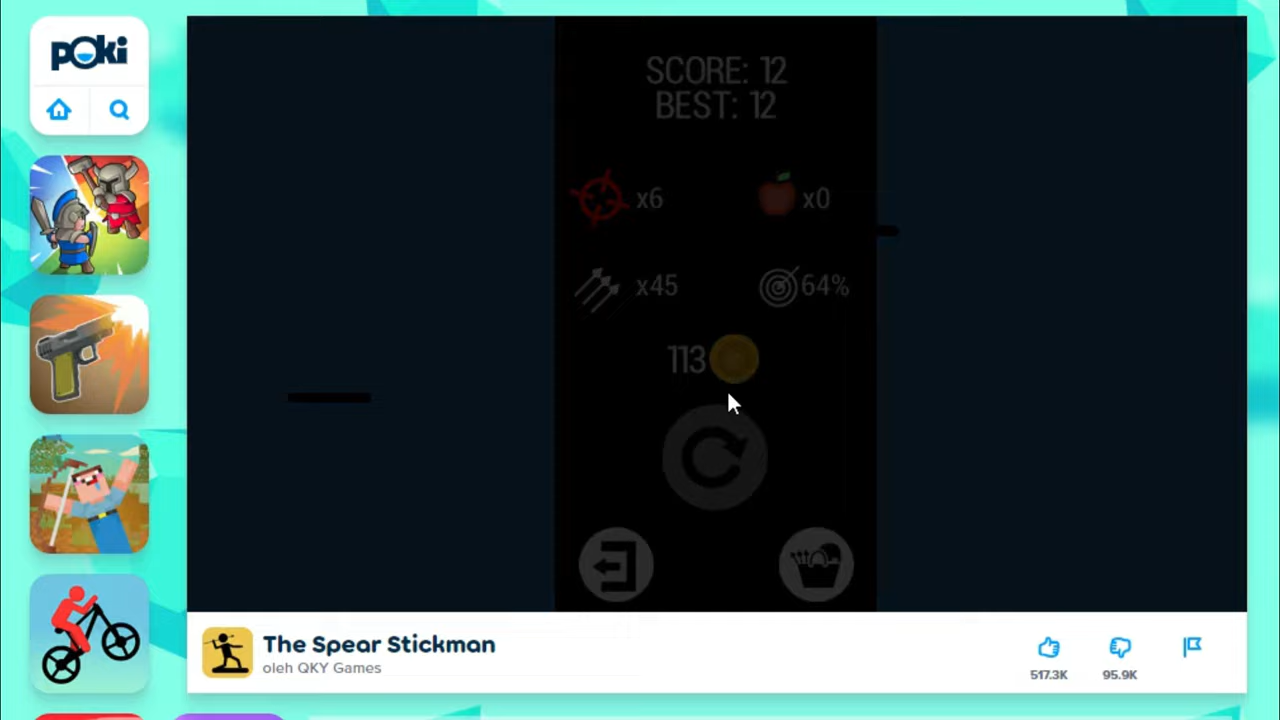 poki
SCORE: 12
BEST: 12
x6
x0
x45
64%
113
The Spear Stickman
oleh QKY Games
517.3K
95.9K